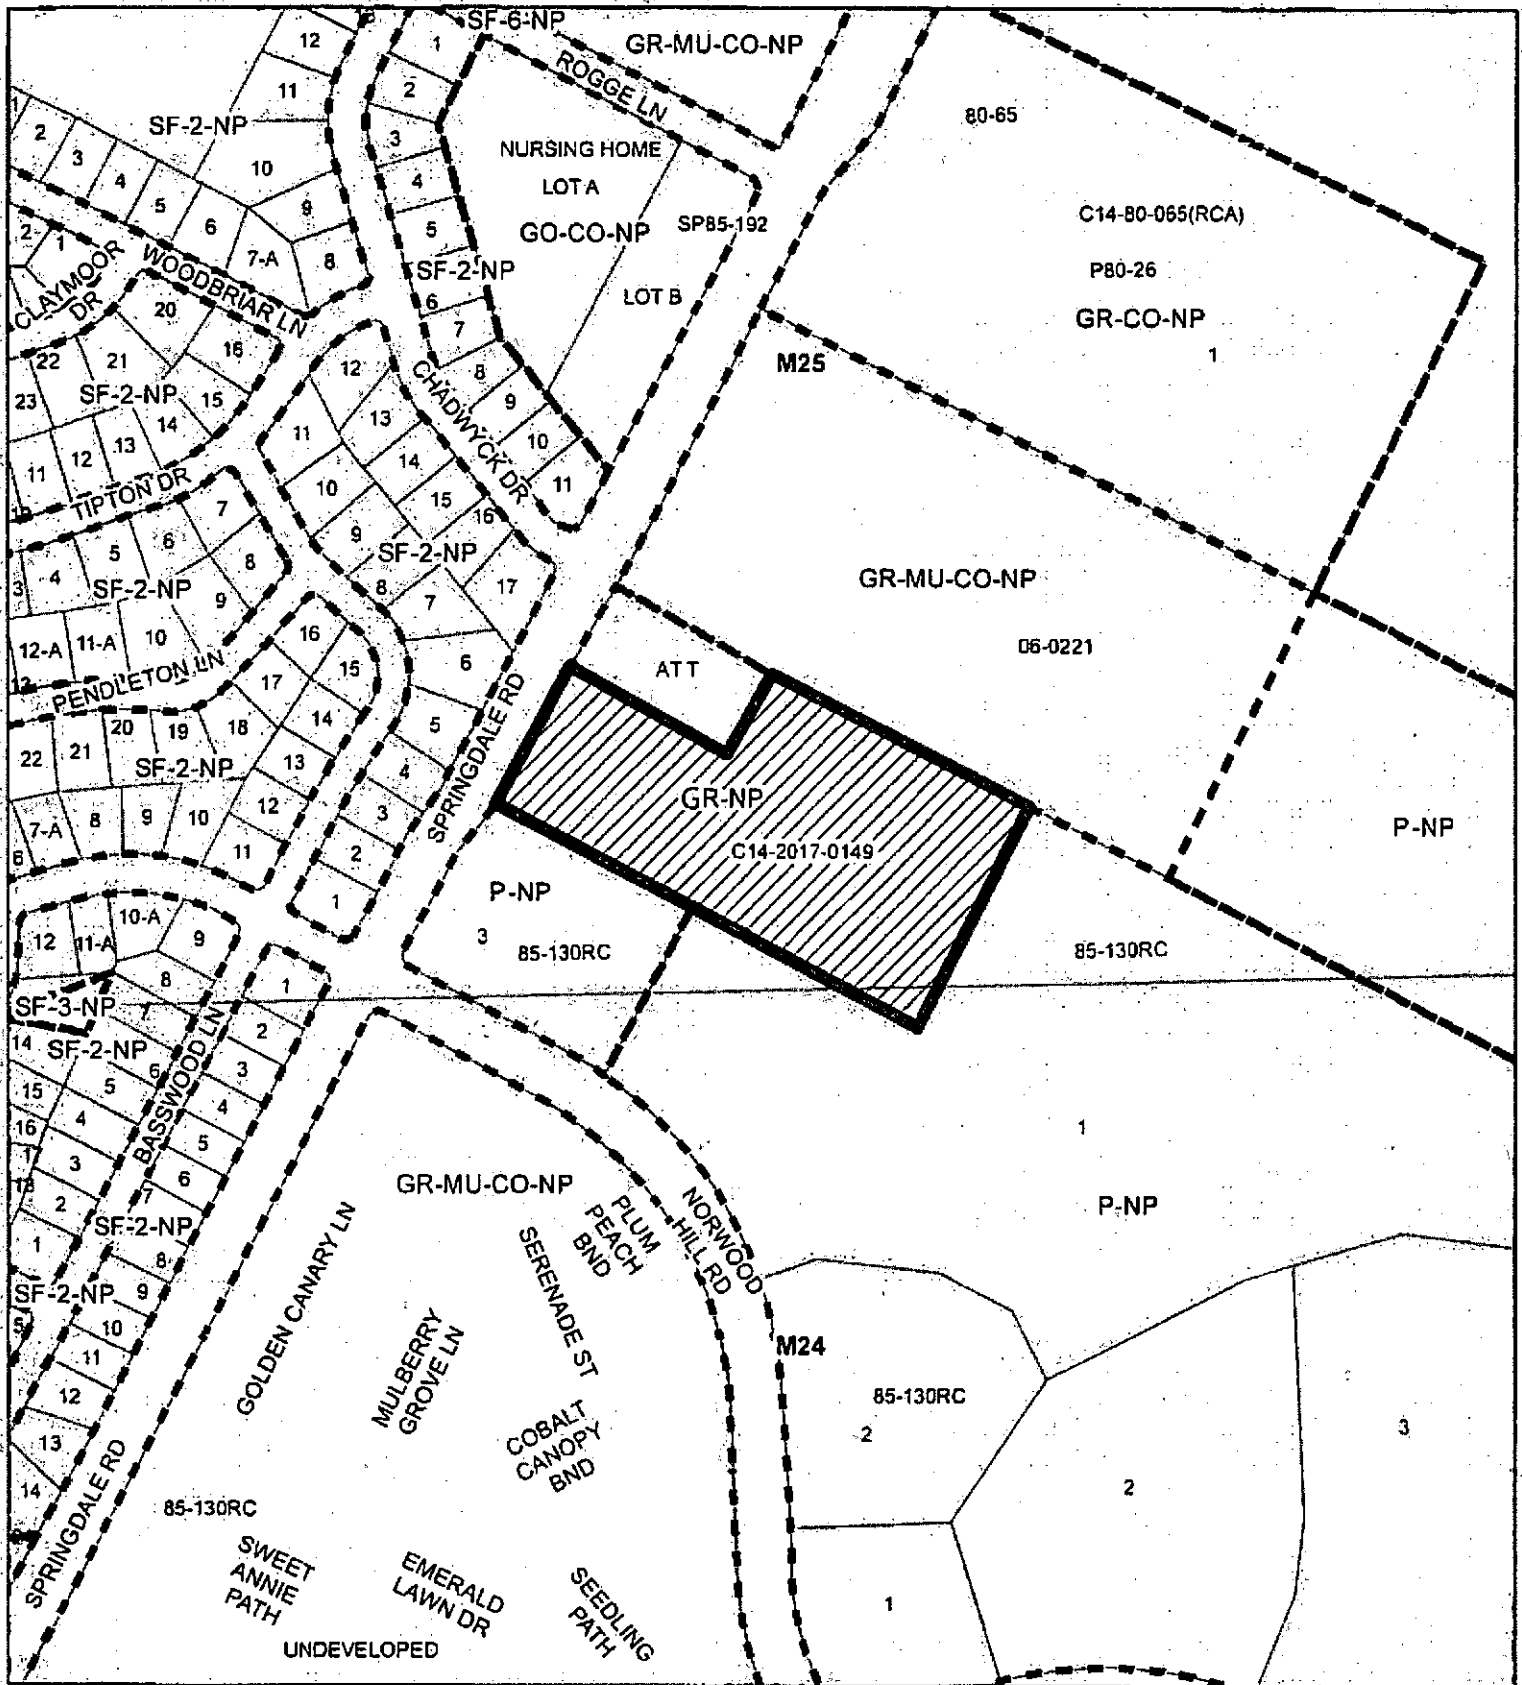 SF-6-NP
GR-MU-CO-NP
ROGGE LN
80-65
NURSING HOME
LOT A
GO-CO-NP
SP85-192
LOT B
C14-80-065(RCA)
P80-26
GR-CO-NP
1
M25
12
11
SF-2-NP
10
9
8
1
2
3
4
5
6
7-A
1
2
3
4
5
SF-2-NP
6
7
8
9
10
11
CLAYMOOR
DR
WOODBRIAR LN
2
1
20
16
22
21
SF-2-NP
15
23
14
13
12
11
TIPTON DR
CHADWYCK DR
12
13
11
14
10
15
16
9
SF-2-NP
8
7
17
6
7
6
5
8
4
3
SF-2-NP
9
12-A
11-A
10
PENDLETON LN
16
15
17
14
18
13
12
11
22
21
20
19
SF-2-NP
7-A
8
9
10
6
5
4
3
2
1
SPRINGDALE RD
GR-MU-CO-NP
06-0221
ATT
GR-NP
C14-2017-0149
P-NP
P-NP
3
85-130RC
85-130RC
12
11-A
10-A
9
8
7
SF-3-NP
SF-2-NP
14
6
15
5
16
4
17
3
18
2
1
BASSWOOD LN
1
2
3
4
5
6
7
SF-2-NP
8
9
10
11
12
13
14
SF-2-NP
5
SPRINGDALE RD
GR-MU-CO-NP
GOLDEN CANARY LN
MULBERRY
GROVE LN
SERENADE ST
PLUM
PEACH
BND
NORWOOD
HILL RD
COBALT
CANOPY
BND
85-130RC
SWEET
ANNIE
PATH
EMERALD
LAWN DR
SEEDLING
PATH
UNDEVELOPED
1
P-NP
M24
85-130RC
2
2
3
1